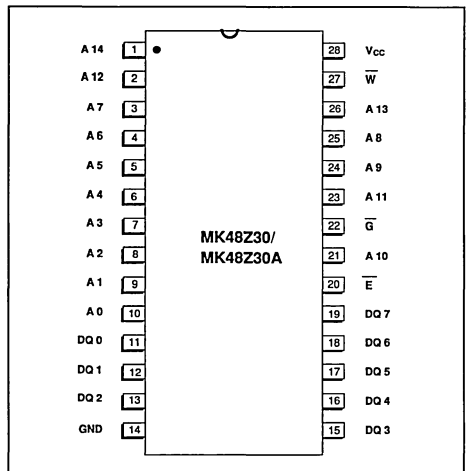 A 14 1 28 Vcc
A 12 2 27 W̅
A 7 3 26 A 13
A 6 4 25 A 8
A 5 5 24 A 9
A 4 6 23 A 11
A 3 7 22 G̅
MK48Z30/
MK48Z30A
A 2 8 21 A 10
A 1 9 20 E̅
A 0 10 19 DQ 7
DQ 0 11 18 DQ 6
DQ 1 12 17 DQ 5
DQ 2 13 16 DQ 4
GND 14 15 DQ 3